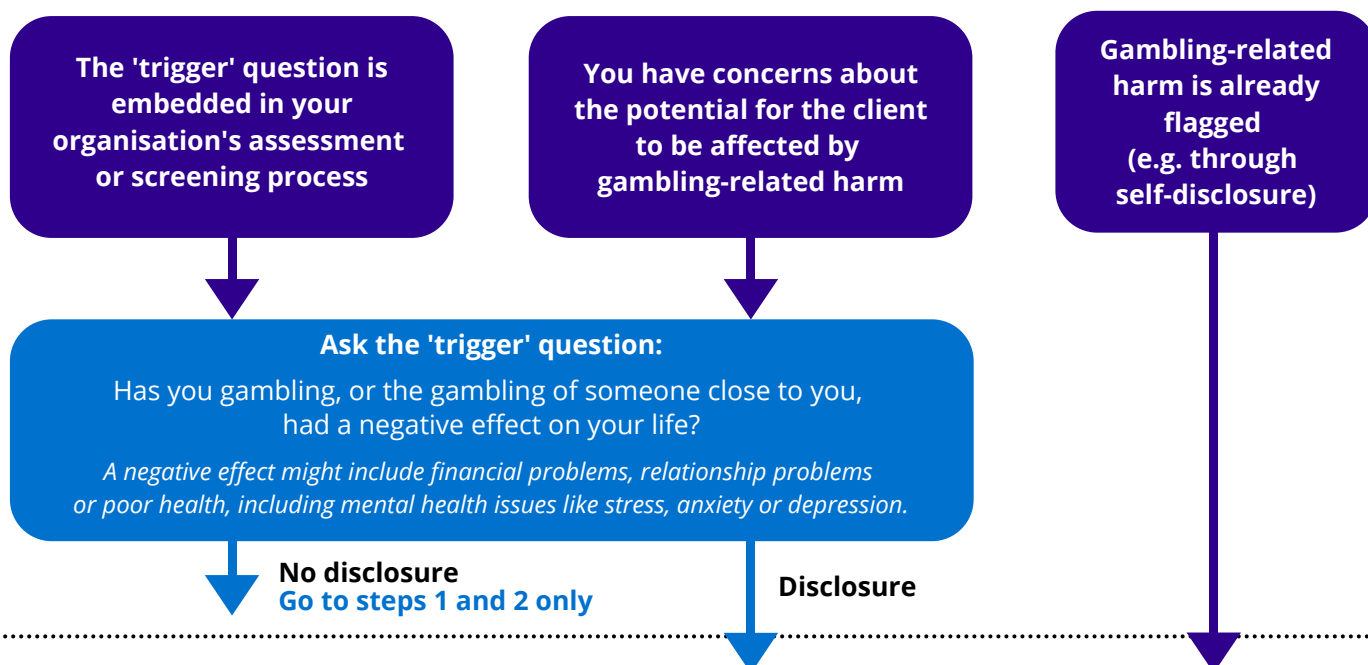 The 'trigger' question is
embedded in your
organisation's assessment
or screening process
You have concerns about
the potential for the client
to be affected by
gambling-related harm
Gambling-related
harm is already
flagged
(e.g. through
self-disclosure)
Ask the 'trigger' question:
Has you gambling, or the gambling of someone close to you,
had a negative effect on your life?
A negative effect might include financial problems, relationship problems
or poor health, including mental health issues like stress, anxiety or depression.
No disclosure
Go to steps 1 and 2 only
Disclosure